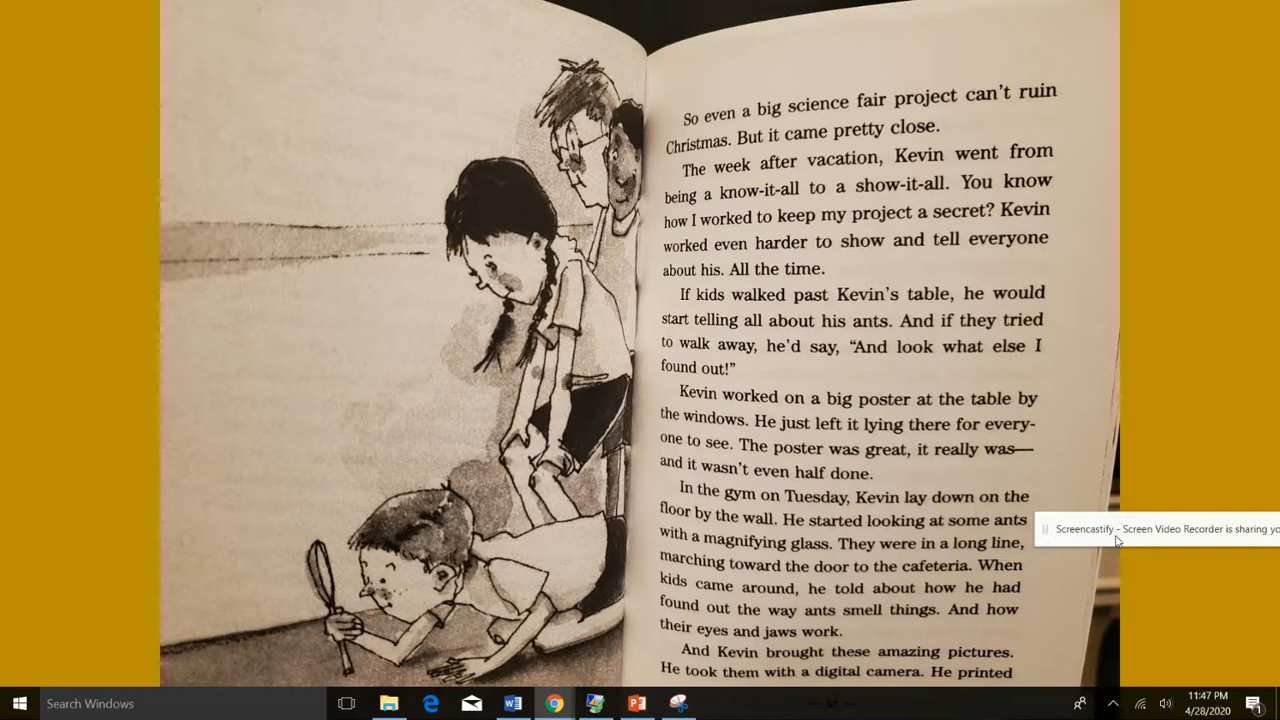 So even a big science fair project can't ruin
Christmas. But it came pretty close.
The week after vacation, Kevin went from
being a know-it-all to a show-it-all. You know
how I worked to keep my project a secret? Kevin
worked even harder to show and tell everyone
about his. All the time.
If kids walked past Kevin's table, he would
start telling all about his ants. And if they tried
to walk away, he'd say, "And look what else I
found out!"
Kevin worked on a big poster at the table by
the windows. He just left it lying there for every-
one to see. The poster was great, it really was—
and it wasn't even half done.
In the gym on Tuesday, Kevin lay down on the
floor by the wall. He started looking at some ants
with a magnifying glass. They were in a long line,
marching toward the door to the cafeteria. When
kids came around, he told about how he had
found out the way ants smell things. And how
their eyes and jaws work.
And Kevin brought these amazing pictures.
He took them with a digital camera. He printed
Screencastify - Screen Video Recorder is sharing yo
Search Windows
11:47 PM
4/28/2020
1